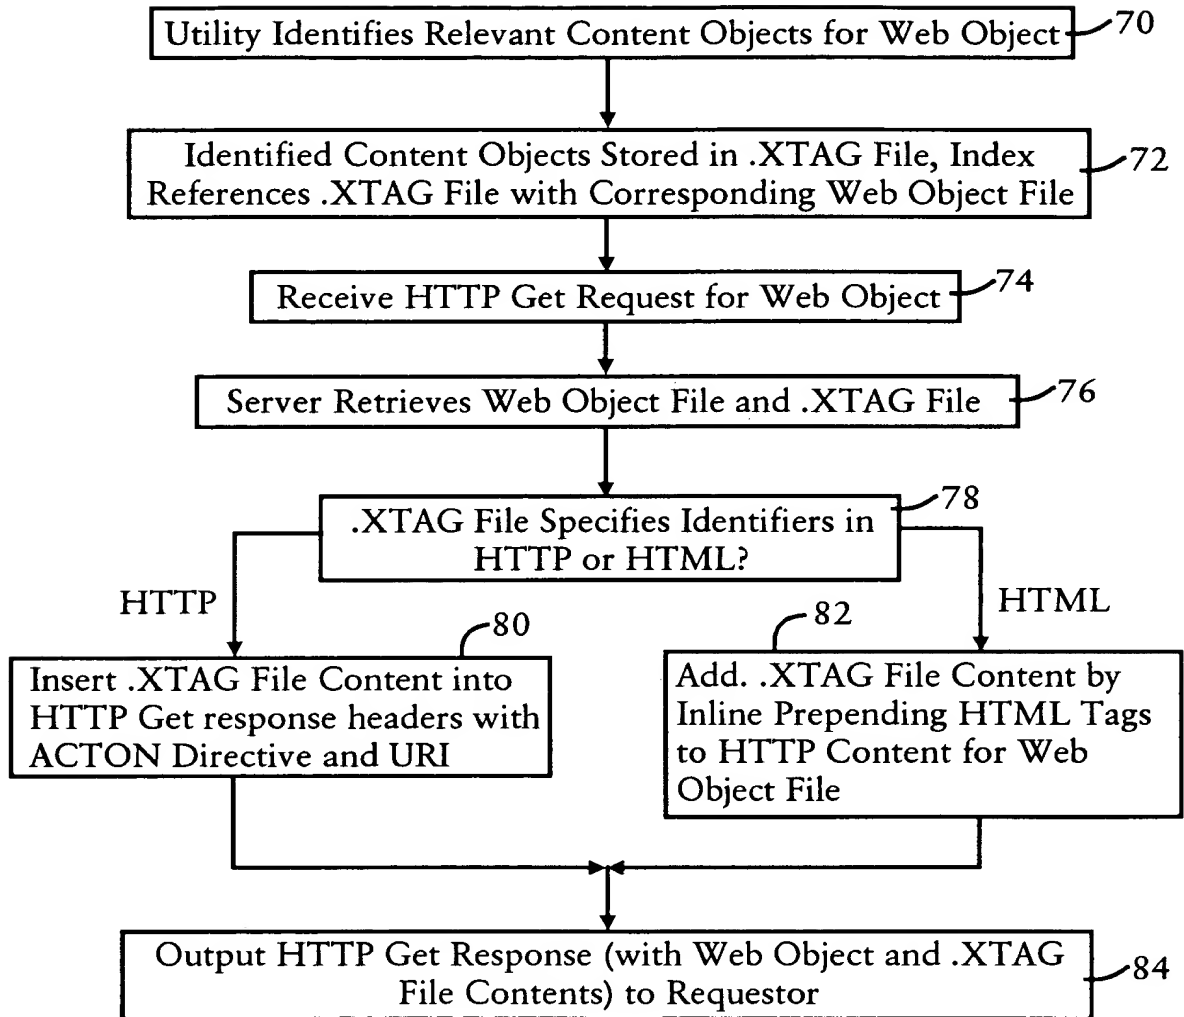 Utility Identifies Relevant Content Objects for Web Object
70
Identified Content Objects Stored in .XTAG File, Index
References .XTAG File with Corresponding Web Object File
72
Receive HTTP Get Request for Web Object
74
Server Retrieves Web Object File and .XTAG File
76
.XTAG File Specifies Identifiers in
HTTP or HTML?
78
HTTP
HTML
80
Insert .XTAG File Content into
HTTP Get response headers with
ACTON Directive and URI
82
Add. .XTAG File Content by
Inline Prepending HTML Tags
to HTTP Content for Web
Object File
Output HTTP Get Response (with Web Object and .XTAG
File Contents) to Requestor
84